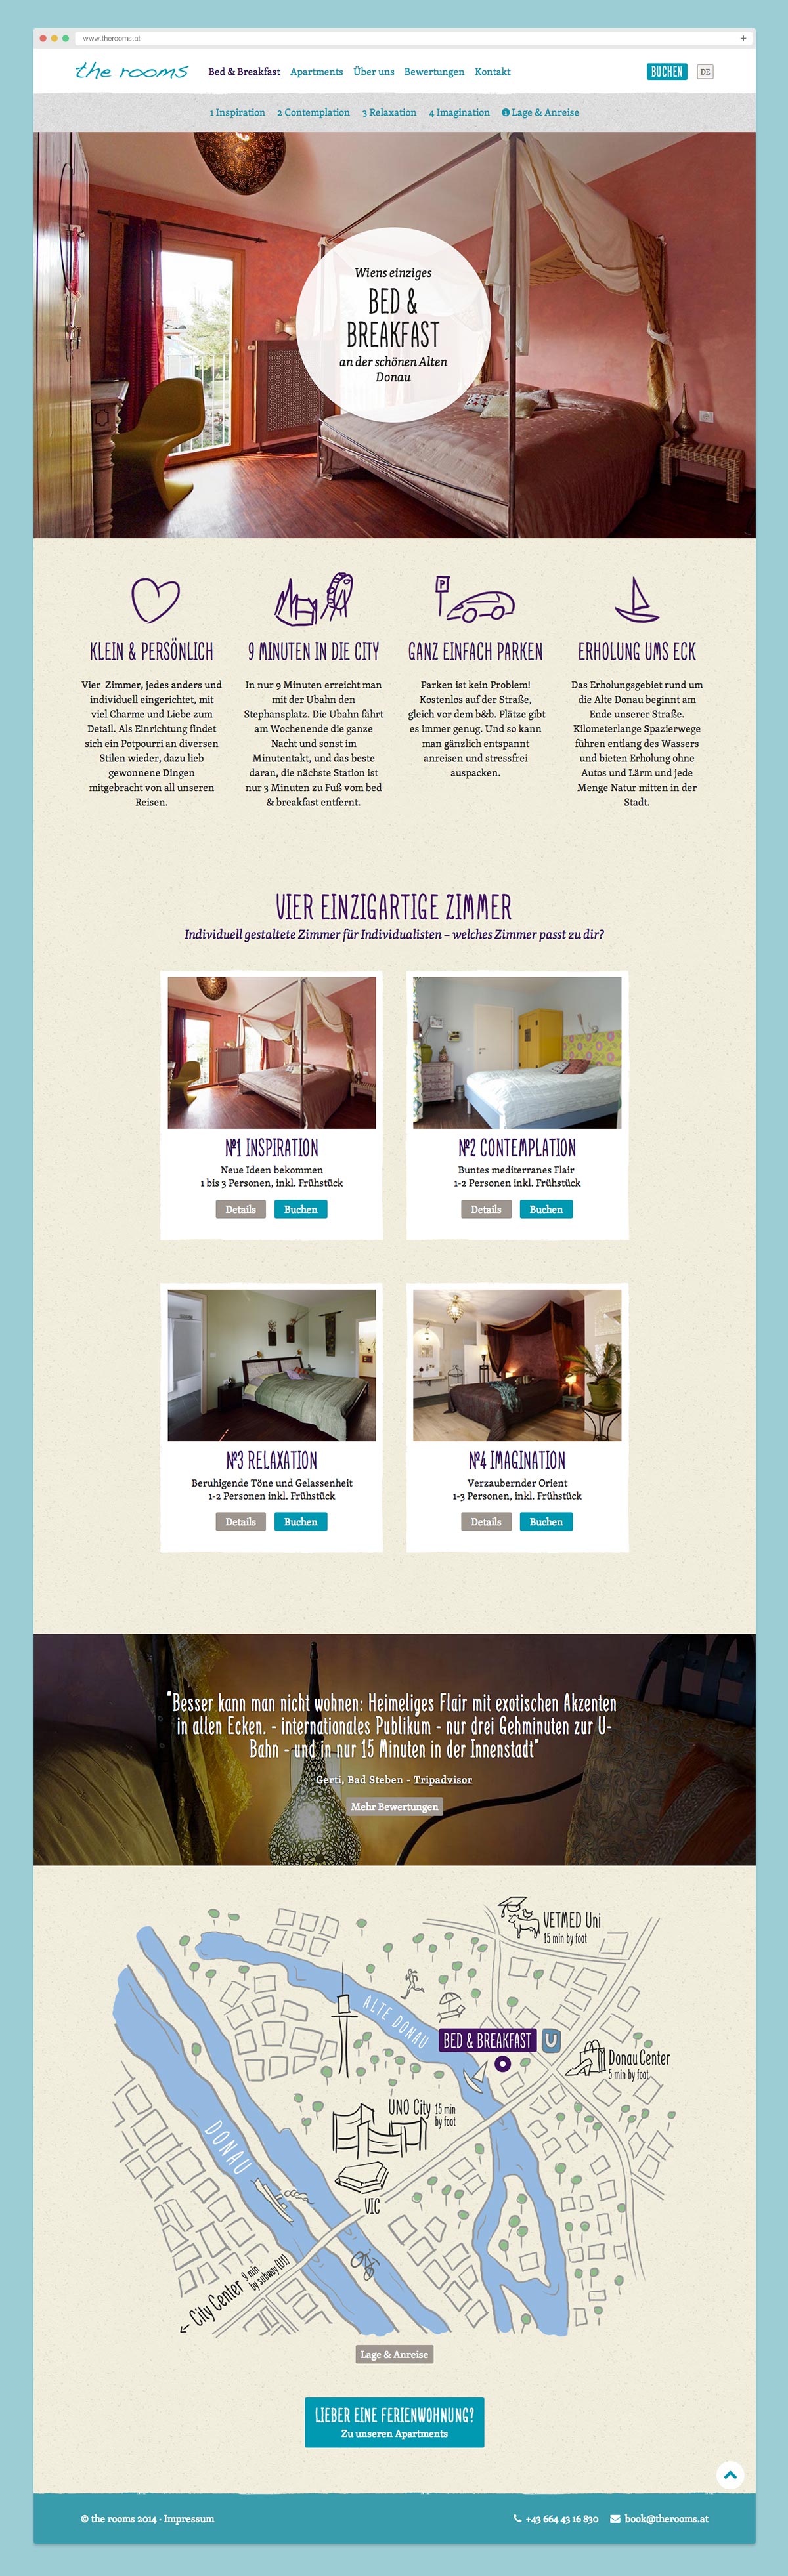 www.therooms.at
the rooms Bed & Breakfast Apartments Über uns Bewertungen Kontakt BUCHEN DE
1 Inspiration 2 Contemplation 3 Relaxation 4 Imagination Lage & Anreise
Wiens einziges
BED &
BREAKFAST
an der schönen Alten
Donau
KLEIN & PERSÖNLICH
Vier Zimmer, jedes anders und
individuell eingerichtet, mit
viel Charme und Liebe zum
Detail. Als Einrichtung findet
sich ein Potpourri an diversen
Stilen wieder, dazu lieb
gewonnene Dingen
mitgebracht von all unseren
Reisen.
9 MINUTEN IN DIE CITY
In nur 9 Minuten erreicht man
mit der Ubahn den
Stephansplatz. Die Ubahn fährt
am Wochenende die ganze
Nacht und sonst im
Minutentakt, und das beste
daran, die nächste Station ist
nur 3 Minuten zu Fuß vom bed
& breakfast entfernt.
P
GANZ EINFACH PARKEN
Parken ist kein Problem!
Kostenlos auf der Straße,
gleich vor dem b&b. Plätze gibt
es immer genug. Und so kann
man gänzlich entspannt
anreisen und stressfrei
auspacken.
ERHOLUNG UMS ECK
Das Erholungsgebiet rund um
die Alte Donau beginnt am
Ende unserer Straße.
Kilometerlange Spazierwege
führen entlang des Wassers
und bieten Erholung ohne
Autos und Lärm und jede
Menge Natur mitten in der
Stadt.
VIER EINZIGARTIGE ZIMMER
Individuell gestaltete Zimmer für Individualisten – welches Zimmer passt zu dir?
№1 INSPIRATION
Neue Ideen bekommen
1 bis 3 Personen, inkl. Frühstück
Details Buchen
№2 CONTEMPLATION
Buntes mediterranes Flair
1-2 Personen inkl. Frühstück
Details Buchen
№3 RELAXATION
Beruhigende Töne und Gelassenheit
1-2 Personen inkl. Frühstück
Details Buchen
№4 IMAGINATION
Verzaubernder Orient
1-3 Personen, inkl. Frühstück
Details Buchen
"Besser kann man nicht wohnen: Heimeliges Flair mit exotischen Akzenten
in allen Ecken. - internationales Publikum - nur drei Gehminuten zur U-
Bahn - und in nur 15 Minuten in der Innenstadt"
Gerti, Bad Steben - Tripadvisor
Mehr Bewertungen
VETMED Uni
15 min by foot
ALTE DONAU
BED & BREAKFAST U
Donau Center
5 min by foot
UNO City 15 min
by foot
DONAU
VIC
← City Center 9 min
by subway (U1)
Lage & Anreise
LIEBER EINE FERIENWOHNUNG?
Zu unseren Apartments
© the rooms 2014 · Impressum +43 664 43 16 830 book@therooms.at